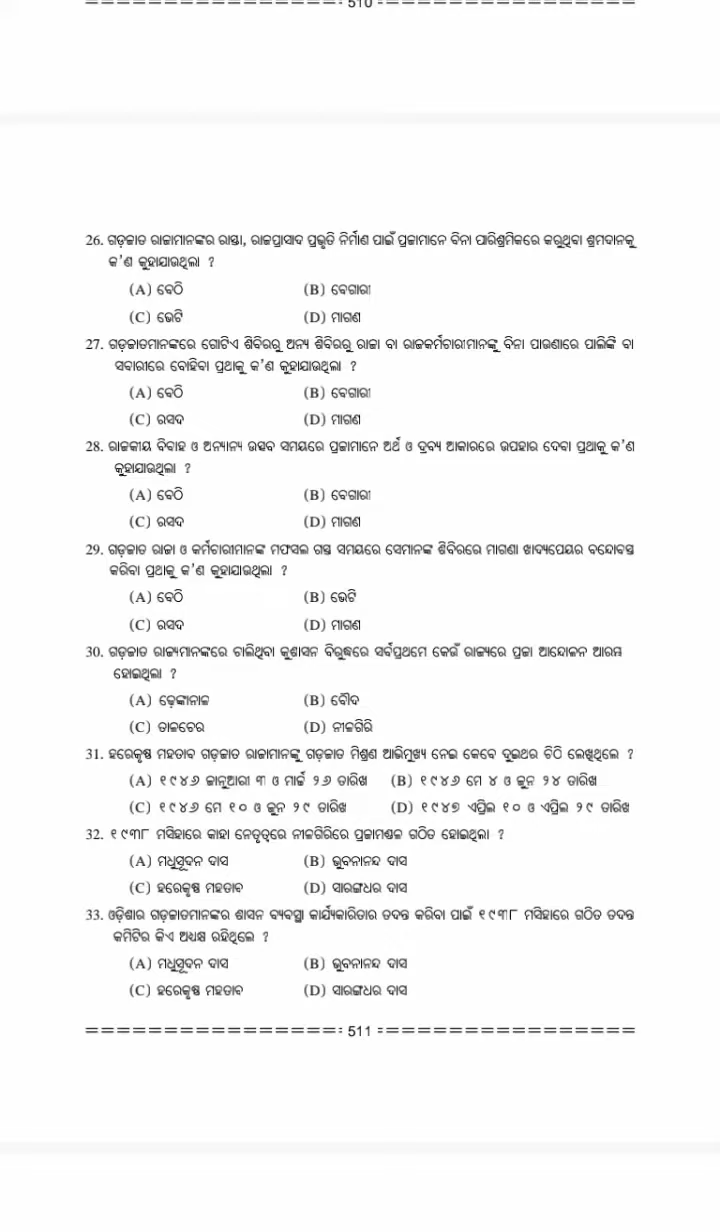 =================: 510 :=================
26. ଗଡ଼ଜାତ ରାଜାମାନଙ୍କର ରାସ୍ତା, ରାଜପ୍ରାସାଦ ପ୍ରଭୃତି ନିର୍ମାଣ ପାଇଁ ପ୍ରଜାମାନେ ବିନା ପାରିଶ୍ରମିକରେ କରୁଥିବା ଶ୍ରମଦାନକୁ
କ'ଣ କୁହାଯାଉଥିଲା ?
(A) ବେଠି (B) ବେଗାରୀ
(C) ଭେଟି (D) ମାଗଣ
27. ଗଡ଼ଜାତମାନଙ୍କରେ ଗୋଟିଏ ଶିବିରରୁ ଅନ୍ୟ ଶିବିରରୁ ରାଜା ବା ରାଜକର୍ମଚାରୀମାନଙ୍କୁ ବିନା ପାଉଣାରେ ପାଲିଙ୍କି ବା
ସବାରୀରେ ବୋହିବା ପ୍ରଥାକୁ କ'ଣ କୁହାଯାଉଥିଲା ?
(A) ବେଠି (B) ବେଗାରୀ
(C) ରସଦ (D) ମାଗଣ
28. ରାଜକୀୟ ବିବାହ ଓ ଅନ୍ୟାନ୍ୟ ଉତ୍ସବ ସମୟରେ ପ୍ରଜାମାନେ ଅର୍ଥ ଓ ଦ୍ରବ୍ୟ ଆକାରରେ ଉପହାର ଦେବା ପ୍ରଥାକୁ କ'ଣ
କୁହାଯାଉଥିଲା ?
(A) ବେଠି (B) ବେଗାରୀ
(C) ରସଦ (D) ମାଗଣ
29. ଗଡ଼ଜାତ ରାଜା ଓ କର୍ମଚାରୀମାନଙ୍କ ମଫସଲ ଗସ୍ତ ସମୟରେ ସେମାନଙ୍କ ଶିବିରରେ ମାଗଣା ଖାଦ୍ୟପେୟର ବନ୍ଦୋବସ୍ତ
କରିବା ପ୍ରଥାକୁ କ'ଣ କୁହାଯାଉଥିଲା ?
(A) ବେଠି (B) ଭେଟି
(C) ରସଦ (D) ମାଗଣ
30. ଗଡ଼ଜାତ ରାଜ୍ୟମାନଙ୍କରେ ଚାଲିଥିବା କୁଶାସନ ବିରୁଦ୍ଧରେ ସର୍ବପ୍ରଥମେ କେଉଁ ରାଜ୍ୟରେ ପ୍ରଜା ଆନ୍ଦୋଳନ ଆରମ୍ଭ
ହୋଇଥିଲା ?
(A) ଢେଙ୍କାନାଳ (B) ବୌଦ
(C) ତାଳଚେର (D) ନୀଳଗିରି
31. ହରେକୃଷ୍ଣ ମହତାବ ଗଡ଼ଜାତ ରାଜାମାନଙ୍କୁ ଗଡ଼ଜାତ ମିଶ୍ରଣ ଆଭିମୁଖ୍ୟ ନେଇ କେବେ ଦୁଇଥର ଚିଠି ଲେଖିଥିଲେ ?
(A) ୧୯୪୬ ଜାନୁଆରୀ ୩ ଓ ମାର୍ଚ୍ଚ ୨୬ ତାରିଖ (B) ୧୯୪୬ ମେ ୪ ଓ ଜୁନ ୨୪ ତାରିଖ
(C) ୧୯୪୬ ମେ ୧୦ ଓ ଜୁନ ୨୯ ତାରିଖ (D) ୧୯୪୭ ଏପ୍ରିଲ ୧୦ ଓ ଏପ୍ରିଲ ୨୯ ତାରିଖ
32. ୧୯୩୮ ମସିହାରେ କାହା ନେତୃତ୍ୱରେ ନୀଳଗିରିରେ ପ୍ରଜାମଣ୍ଡଳ ଗଠିତ ହୋଇଥିଲା ?
(A) ମଧୁସୂଦନ ଦାସ (B) ଭୁବନାନନ୍ଦ ଦାସ
(C) ହରେକୃଷ୍ଣ ମହତାବ (D) ସାରଙ୍ଗଧର ଦାସ
33. ଓଡ଼ିଶାର ଗଡ଼ଜାତମାନଙ୍କର ଶାସନ ବ୍ୟବସ୍ଥା କାର୍ଯ୍ୟକାରିତାର ତଦନ୍ତ କରିବା ପାଇଁ ୧୯୩୮ ମସିହାରେ ଗଠିତ ତଦନ୍ତ
କମିଟିର କିଏ ଅଧ୍ୟକ୍ଷ ରହିଥିଲେ ?
(A) ମଧୁସୂଦନ ଦାସ (B) ଭୁବନାନନ୍ଦ ଦାସ
(C) ହରେକୃଷ୍ଣ ମହତାବ (D) ସାରଙ୍ଗଧର ଦାସ
=================: 511 :=================